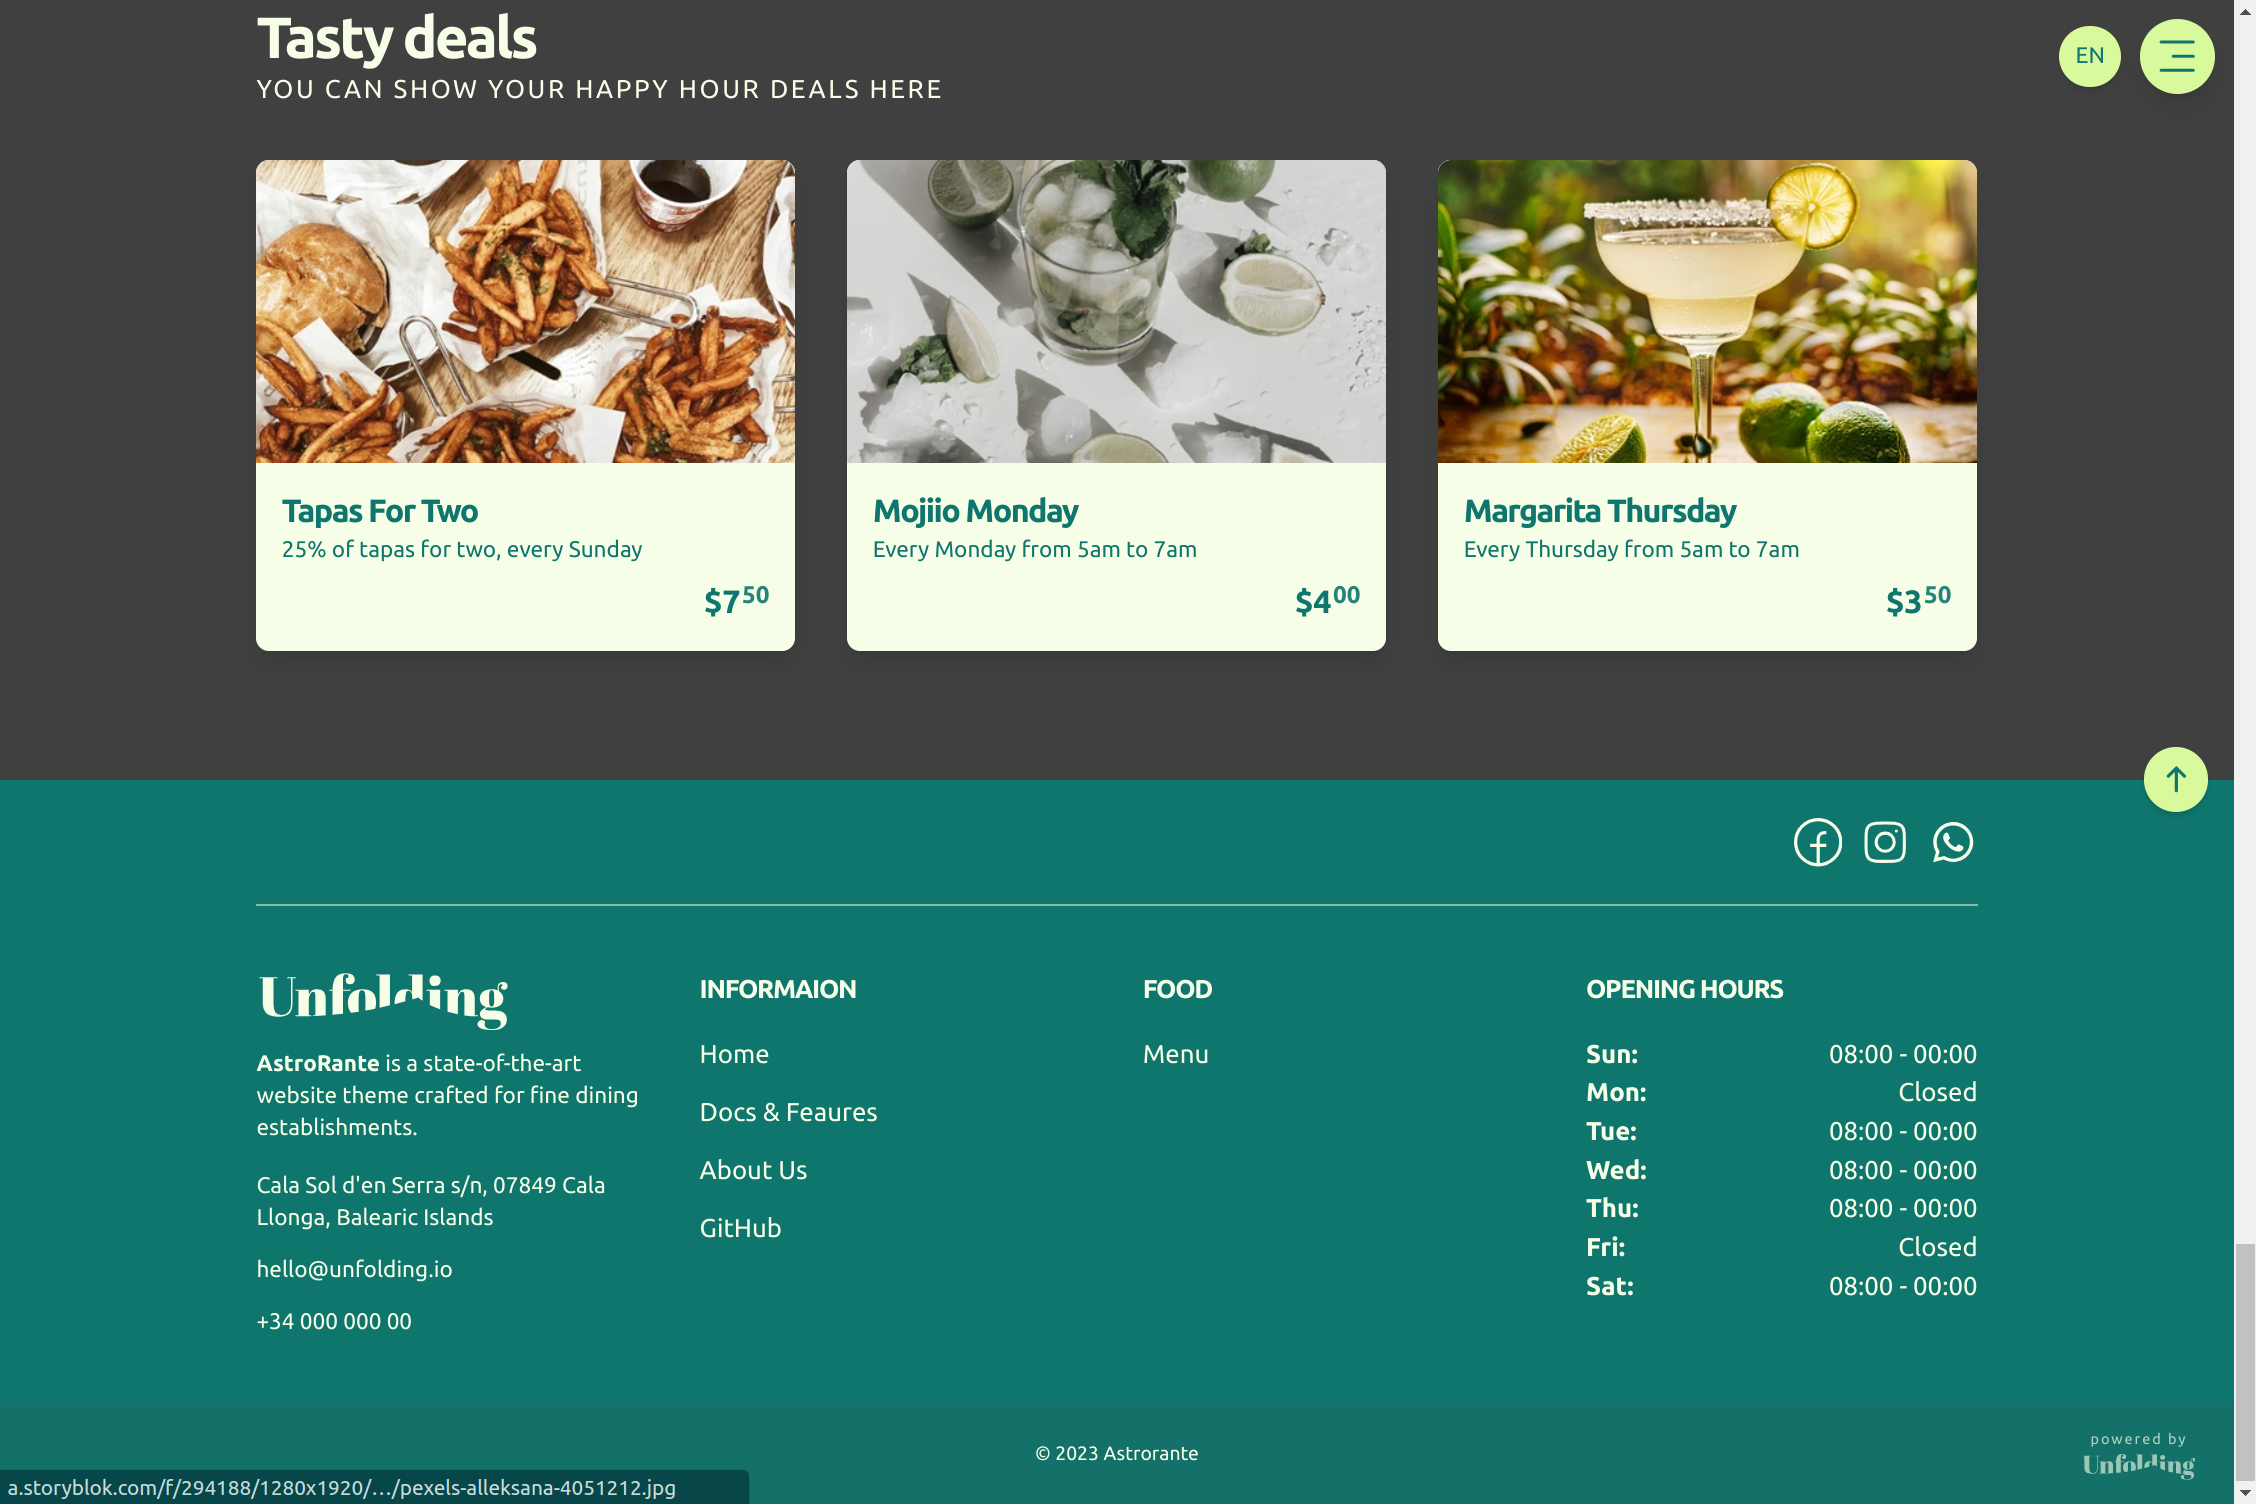 Tasty deals
YOU CAN SHOW YOUR HAPPY HOUR DEALS HERE
EN
Tapas For Two
25% of tapas for two, every Sunday
$7 50
Mojiio Monday
Every Monday from 5am to 7am
$4 00
Margarita Thursday
Every Thursday from 5am to 7am
$3 50
Unfolding
AstroRante is a state-of-the-art
website theme crafted for fine dining
establishments.
Cala Sol d'en Serra s/n, 07849 Cala
Llonga, Balearic Islands
hello@unfolding.io
+34 000 000 00
INFORMAION
Home
Docs & Feaures
About Us
GitHub
FOOD
Menu
OPENING HOURS
Sun: 08:00 - 00:00
Mon: Closed
Tue: 08:00 - 00:00
Wed: 08:00 - 00:00
Thu: 08:00 - 00:00
Fri: Closed
Sat: 08:00 - 00:00
© 2023 Astrorante
powered by
Unfolding
a.storyblok.com/f/294188/1280x1920/…/pexels-alleksana-4051212.jpg